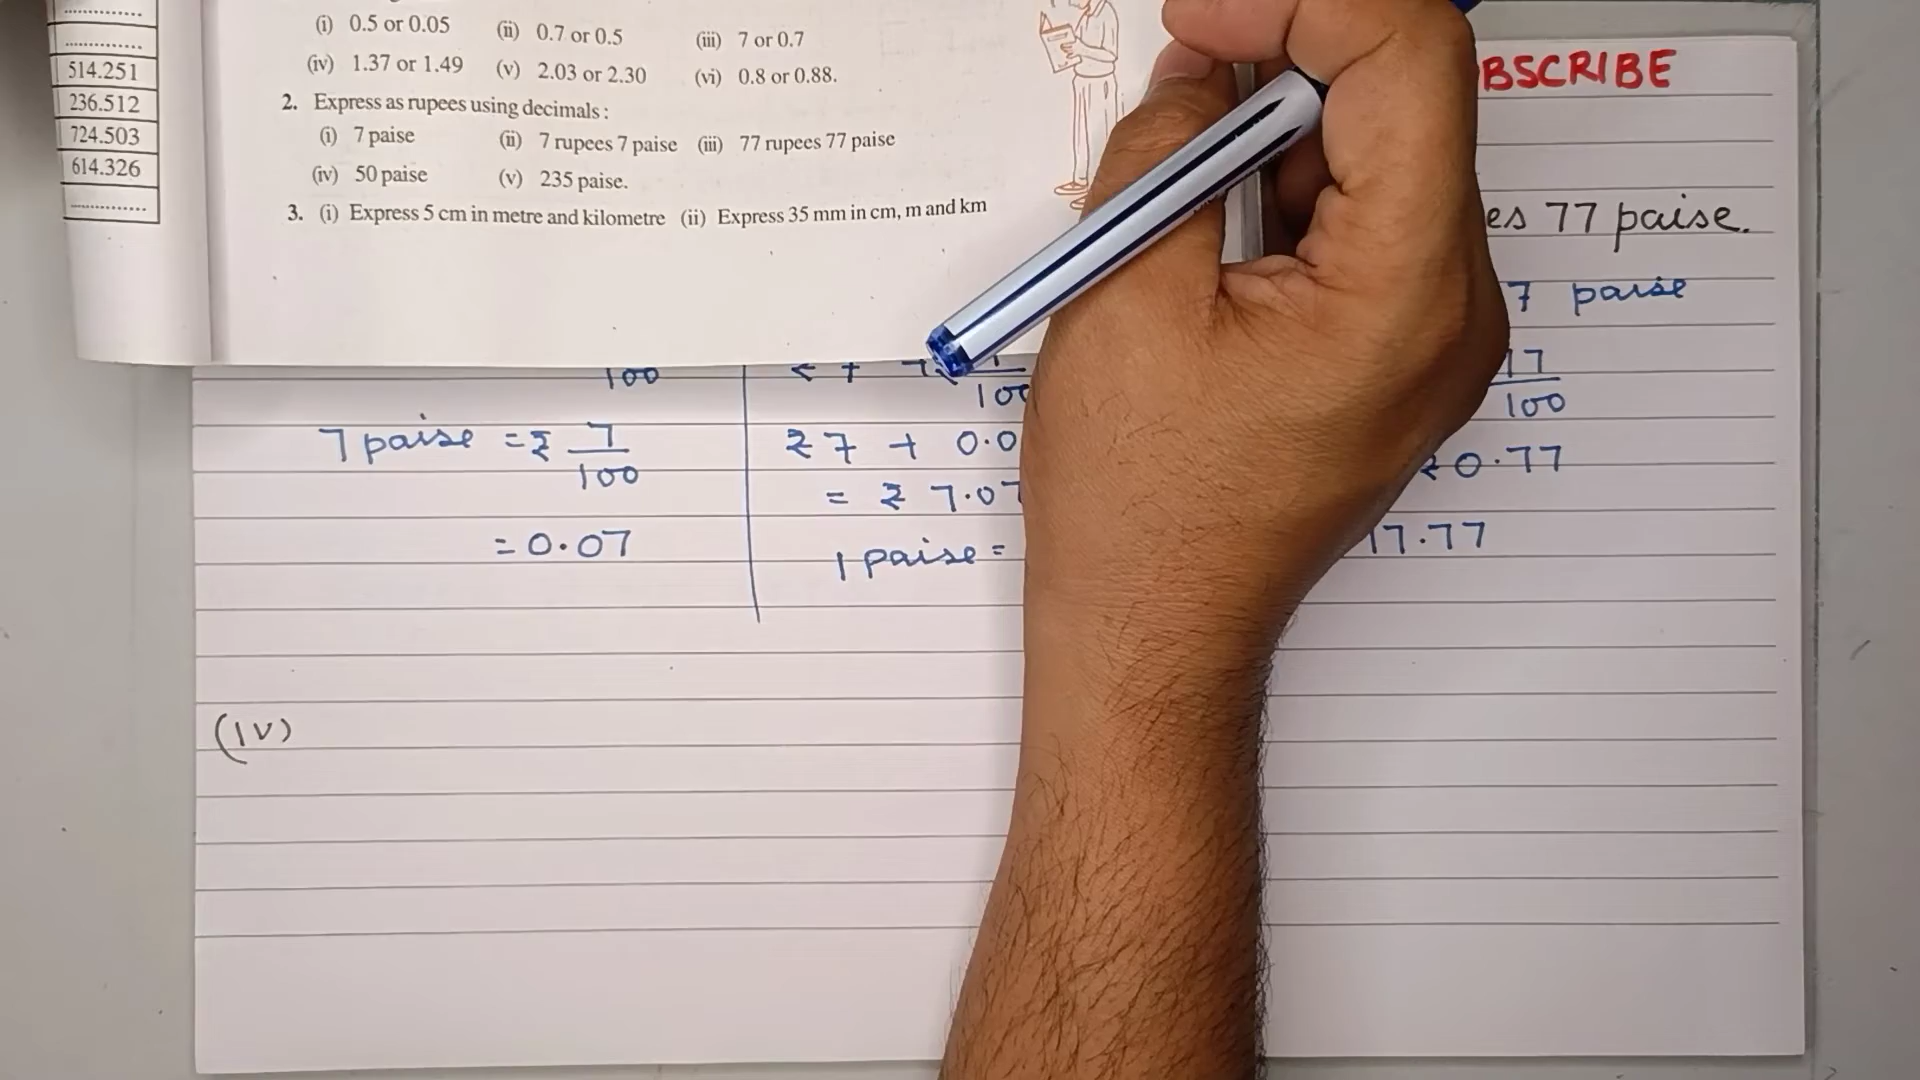 514.251
236.512
724.503
614.326
(i) 0.5 or 0.05 (ii) 0.7 or 0.5 (iii) 7 or 0.7
(iv) 1.37 or 1.49 (v) 2.03 or 2.30 (vi) 0.8 or 0.88.
2. Express as rupees using decimals :
(i) 7 paise (ii) 7 rupees 7 paise (iii) 77 rupees 77 paise
(iv) 50 paise (v) 235 paise.
3. (i) Express 5 cm in metre and kilometre (ii) Express 35 mm in cm, m and km
BSCRIBE
es 77 paise.
7 paise
100
7 paise = ₹ 7/100
= 0.07
100
₹ 7 + 0.0
= ₹ 7.07
1 paise =
77
100
₹ 0.77
77.77
(iv)